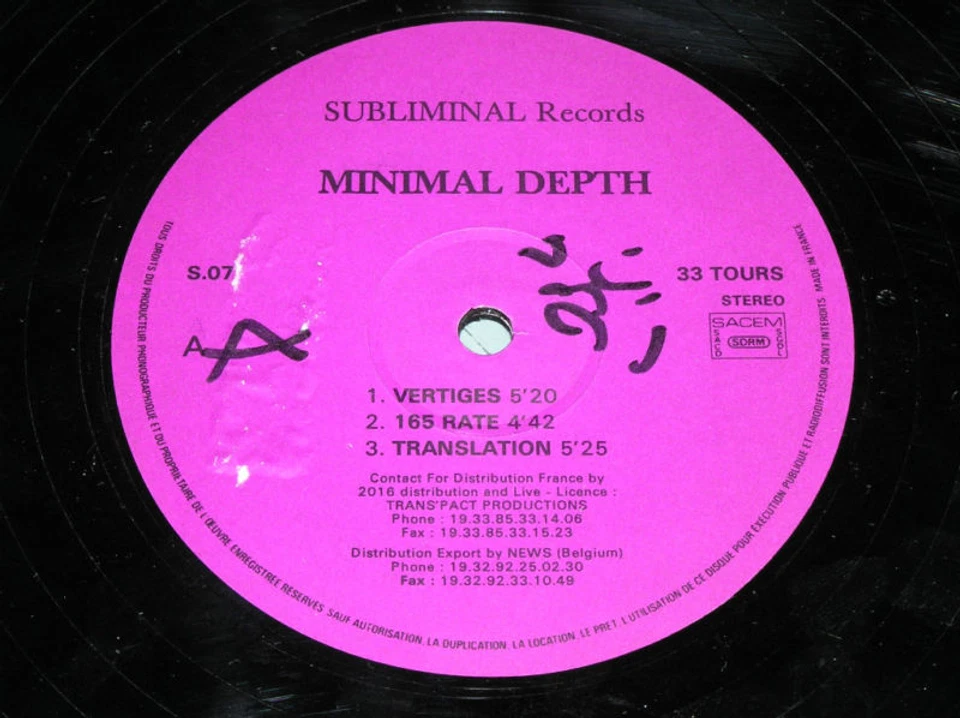 SUBLIMINAL Records
MINIMAL DEPTH
S.07
A
33 TOURS
STEREO
SACEM
SACD
SDRM
SGDL
1. VERTIGES 5'20
2. 165 RATE 4'42
3. TRANSLATION 5'25
Contact For Distribution France by
2016 distribution and Live - Licence :
TRANS'PACT PRODUCTIONS
Phone : 19.33.85.33.14.06
Fax : 19.33.85.33.15.23
Distribution Export by NEWS (Belgium)
Phone : 19.32.92.25.02.30
Fax : 19.32.92.33.10.49
TOUS DROITS DU PRODUCTEUR PHONOGRAPHIQUE ET DU PROPRIETAIRE DE L'ŒUVRE ENREGISTREE RESERVES. SAUF AUTORISATION, LA DUPLICATION, LA LOCATION, LE PRET, L'UTILISATION DE CE DISQUE POUR EXECUTION PUBLIQUE ET RADIODIFFUSION SONT INTERDITS. MADE IN FRANCE